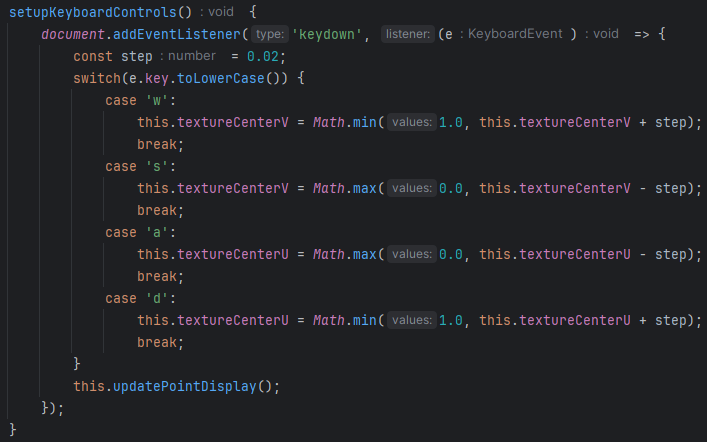 setupKeyboardControls() : void {
    document.addEventListener( type: 'keydown', listener: (e : KeyboardEvent ) : void => {
        const step : number = 0.02;
        switch(e.key.toLowerCase()) {
            case 'w':
                this.textureCenterV = Math.min( values: 1.0, this.textureCenterV + step);
                break;
            case 's':
                this.textureCenterV = Math.max( values: 0.0, this.textureCenterV - step);
                break;
            case 'a':
                this.textureCenterU = Math.max( values: 0.0, this.textureCenterU - step);
                break;
            case 'd':
                this.textureCenterU = Math.min( values: 1.0, this.textureCenterU + step);
                break;
        }
        this.updatePointDisplay();
    });
}